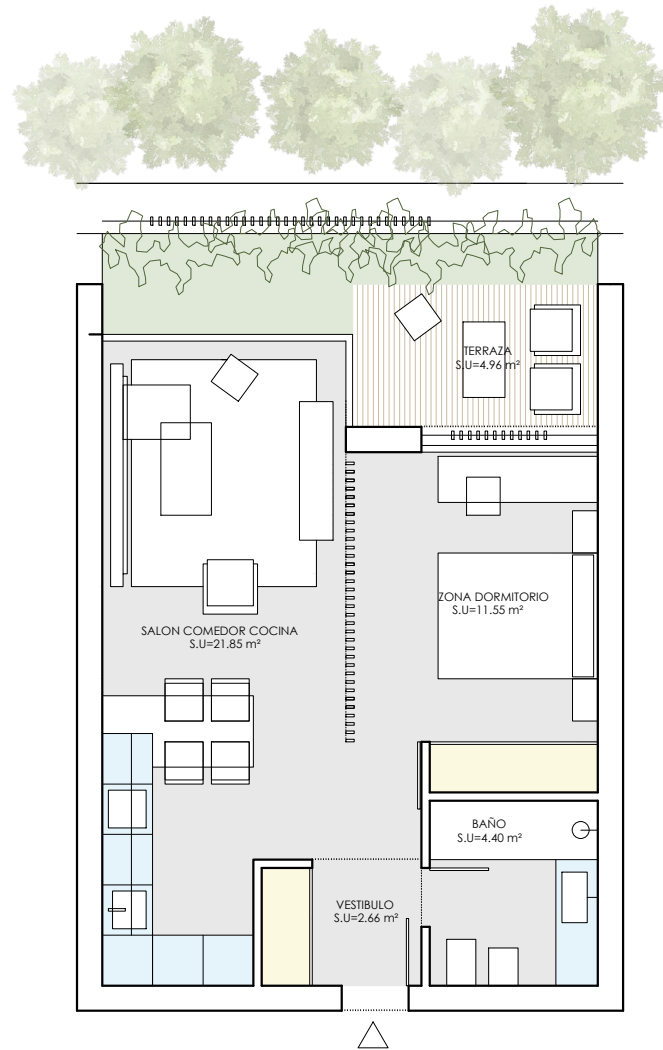 TERRAZA
S.U=4.96 m²
ZONA DORMITORIO
S.U=11.55 m²
SALON COMEDOR COCINA
S.U=21.85 m²
BAÑO
S.U=4.40 m²
VESTIBULO
S.U=2.66 m²